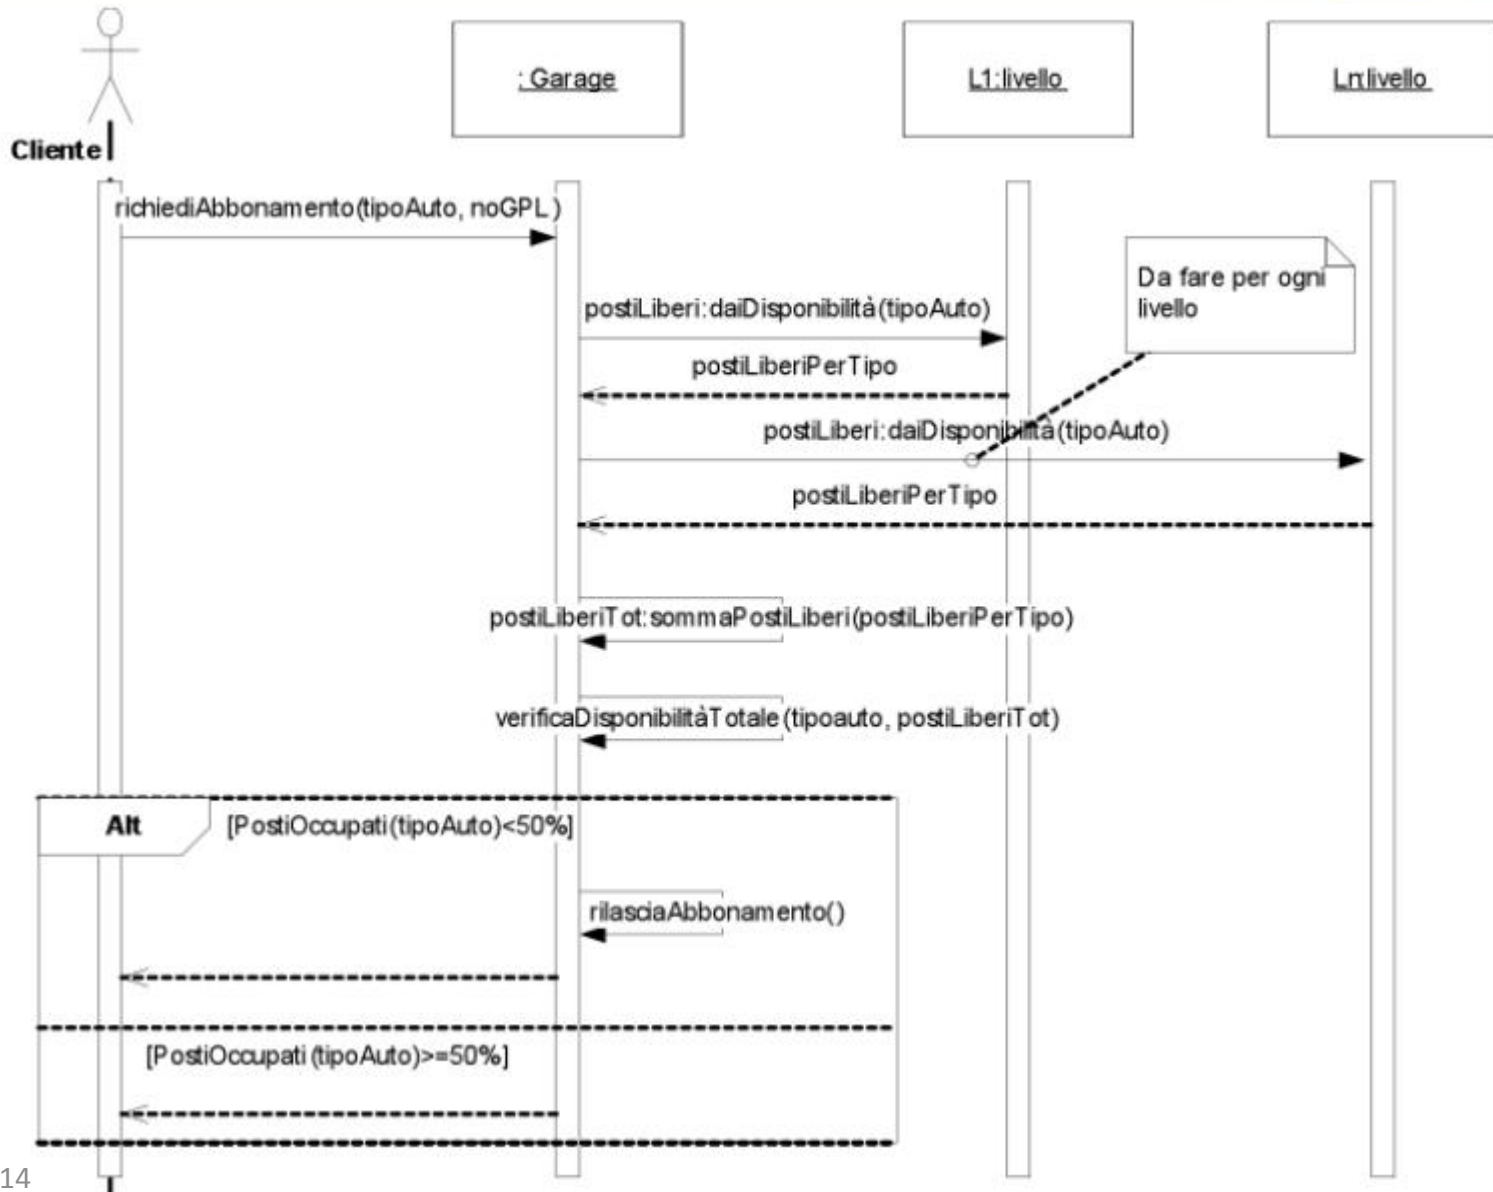 : Garage
L1:livello
Ln:livello
Cliente
richiediAbbonamento(tipoAuto, noGPL)
Da fare per ogni
livello
postiLiberi:daiDisponibilità(tipoAuto)
postiLiberiPerTipo
postiLiberi:daiDisponibilità(tipoAuto)
postiLiberiPerTipo
postiLiberiTot:sommaPostiLiberi(postiLiberiPerTipo)
verificaDisponibilitàTotale(tipoauto, postiLiberiTot)
Alt
[PostiOccupati(tipoAuto)<50%]
rilasciaAbbonamento()
[PostiOccupati(tipoAuto)>=50%]
14